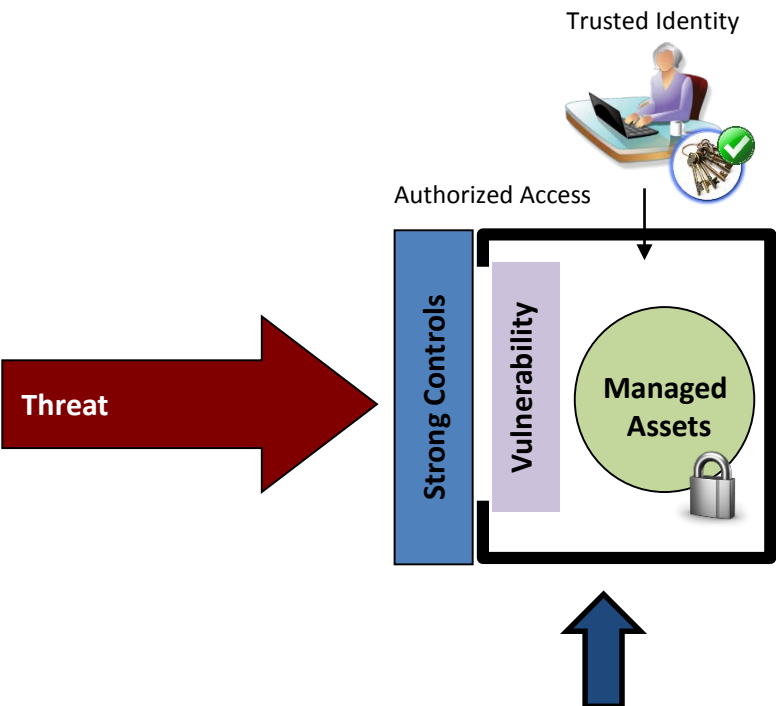 Trusted Identity
Authorized Access
Threat
Strong Controls
Vulnerability
Managed
Assets